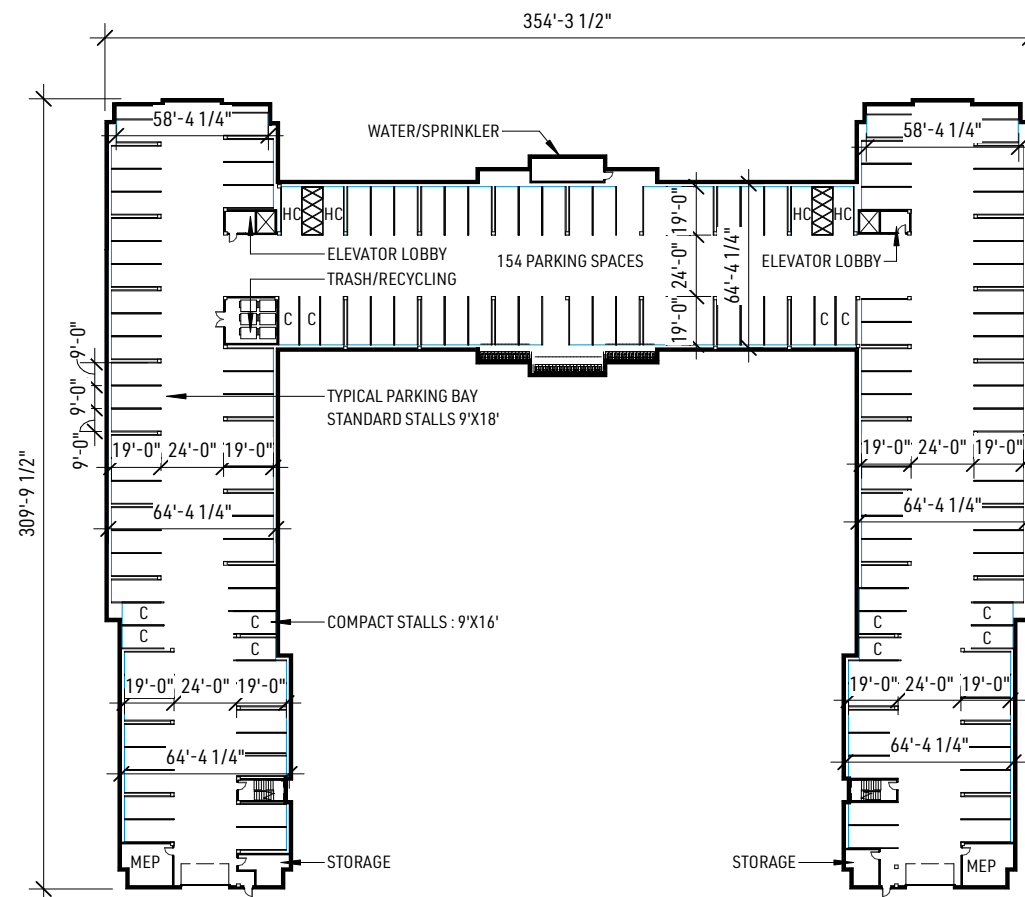 354'-3 1/2"
58'-4 1/4"
WATER/SPRINKLER
58'-4 1/4"
HC
HC
19'-0"
HC
HC
ELEVATOR LOBBY
154 PARKING SPACES
24'-0"
64'-4 1/4"
ELEVATOR LOBBY
TRASH/RECYCLING
C
C
19'-0"
C
C
9'-0"
9'-0"
9'-0"
TYPICAL PARKING BAY
STANDARD STALLS 9'X18'
19'-0"
24'-0"
19'-0"
19'-0"
24'-0"
19'-0"
309'-9 1/2"
64'-4 1/4"
64'-4 1/4"
C
C
C
C
COMPACT STALLS : 9'X16'
C
C
C
C
19'-0"
24'-0"
19'-0"
19'-0"
24'-0"
19'-0"
64'-4 1/4"
64'-4 1/4"
MEP
STORAGE
STORAGE
MEP